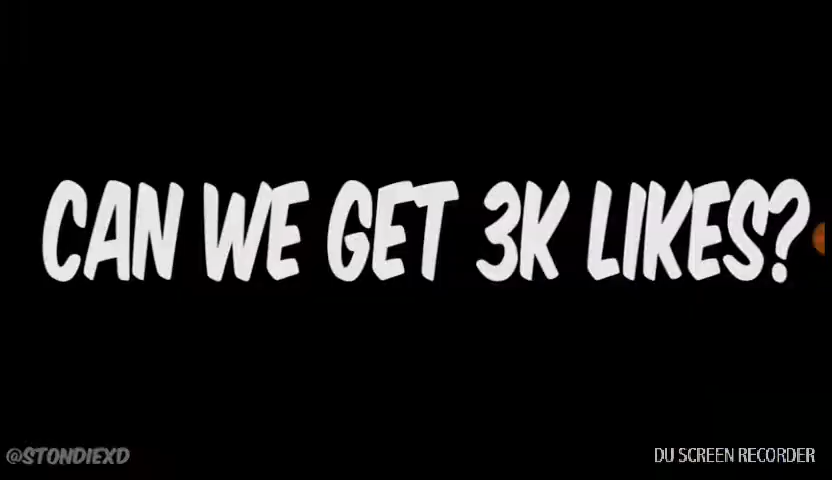 CAN WE GET 3K LIKES?
@STONDIEXD
DU SCREEN RECORDER